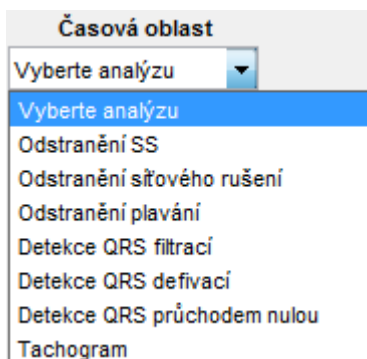 Časová oblast
Vyberte analýzu
Vyberte analýzu
Odstranění SS
Odstranění síťového rušení
Odstranění plavání
Detekce QRS filtrací
Detekce QRS defivací
Detekce QRS průchodem nulou
Tachogram